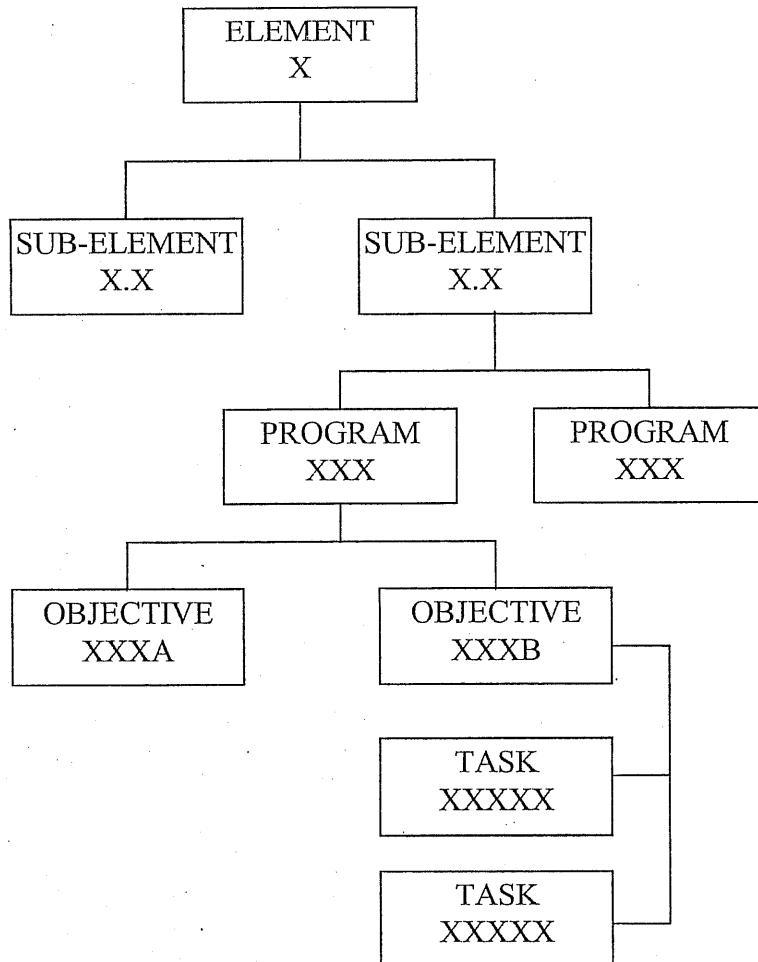 ELEMENT
X
SUB-ELEMENT
X.X
SUB-ELEMENT
X.X
PROGRAM
XXX
PROGRAM
XXX
OBJECTIVE
XXXA
OBJECTIVE
XXXB
TASK
XXXXX
TASK
XXXXX